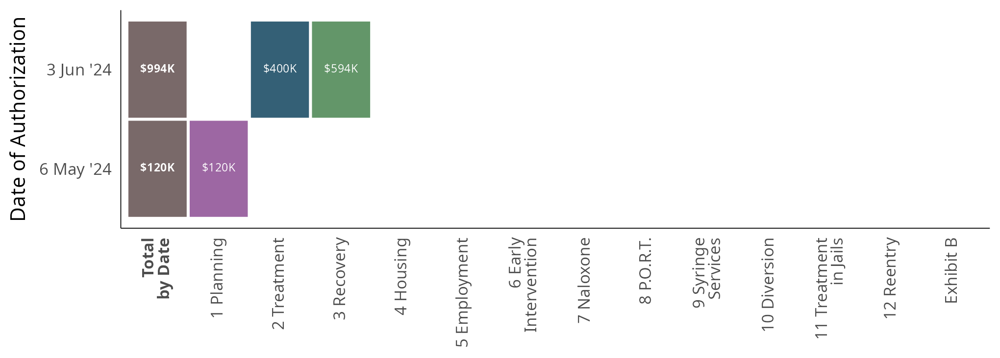 Date of Authorization
3 Jun '24
$994K
$400K
$594K
6 May '24
$120K
$120K
Total
by Date
1 Planning
2 Treatment
3 Recovery
4 Housing
5 Employment
6 Early
Intervention
7 Naloxone
8 P.O.R.T.
9 Syringe
Services
10 Diversion
11 Treatment
in Jails
12 Reentry
Exhibit B